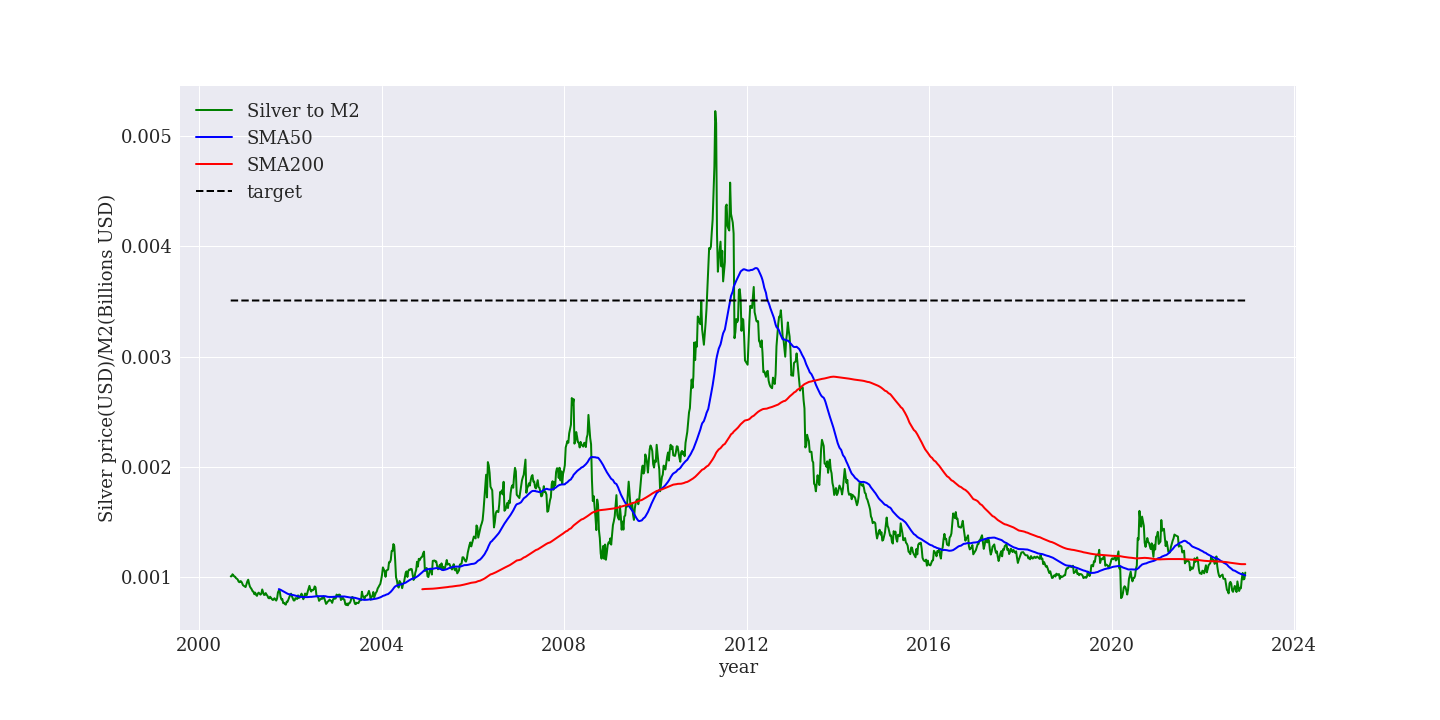 Silver to M2
SMA50
SMA200
target
Silver price(USD)/M2(Billions USD)
0.005
0.004
0.003
0.002
0.001
2000 2004 2008 2012 2016 2020 2024
year